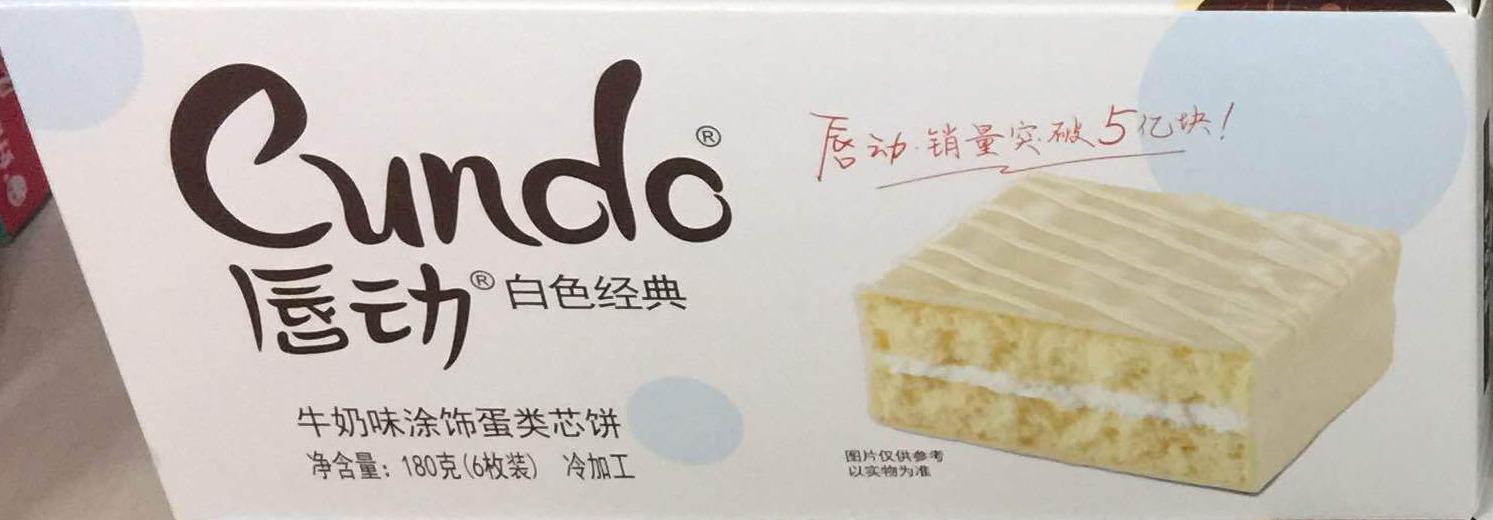 Cundo®
唇动®白色经典
牛奶味涂饰蛋类芯饼
净含量：180克(6枚装) 冷加工
唇动·销量突破5亿块！
图片仅供参考
以实物为准